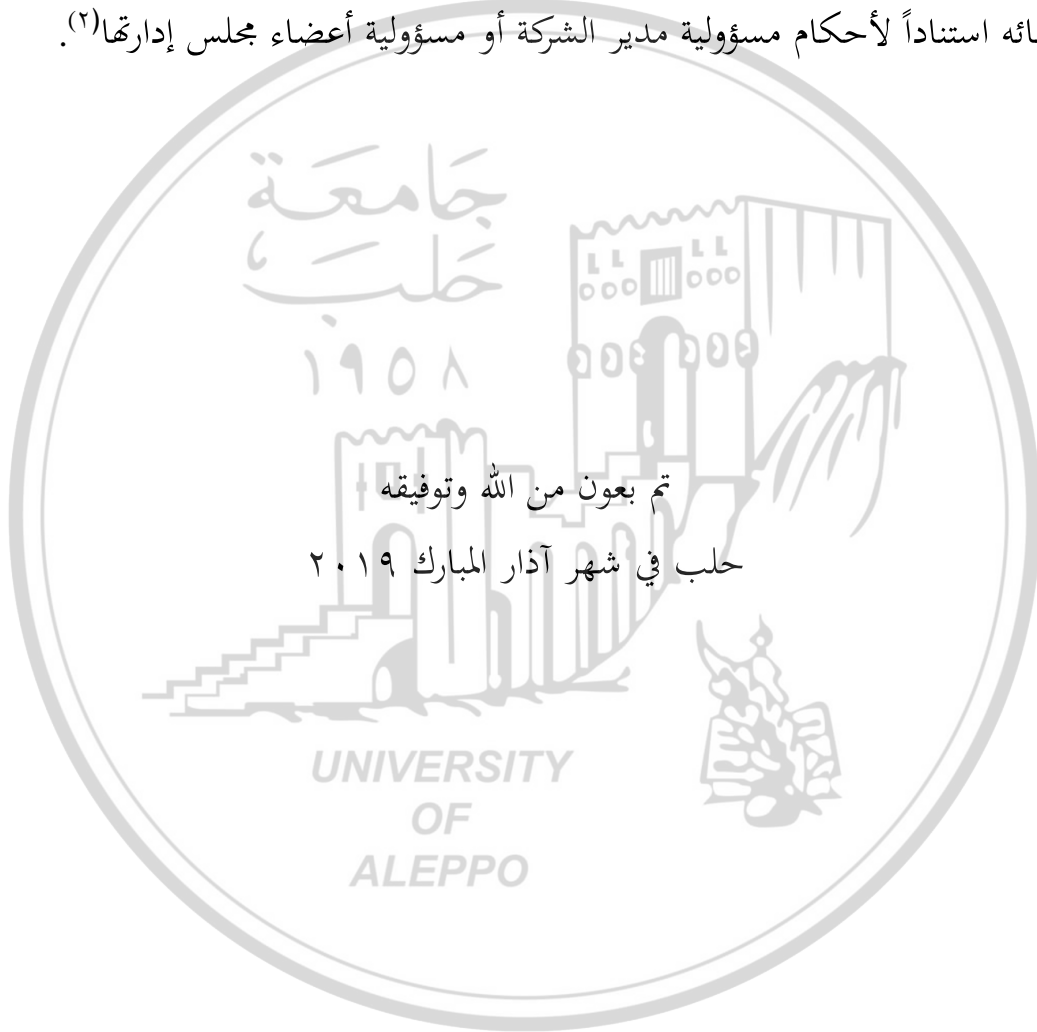 ائه استناداً لأحكام مسؤولية مدير الشركة أو مسؤولية أعضاء مجلس إدارتها(٢).
جامعة
حلب
١٩٥٨
تم بعون من الله وتوفيقه
حلب في شهر آذار المبارك ٢٠١٩
UNIVERSITY
OF
ALEPPO